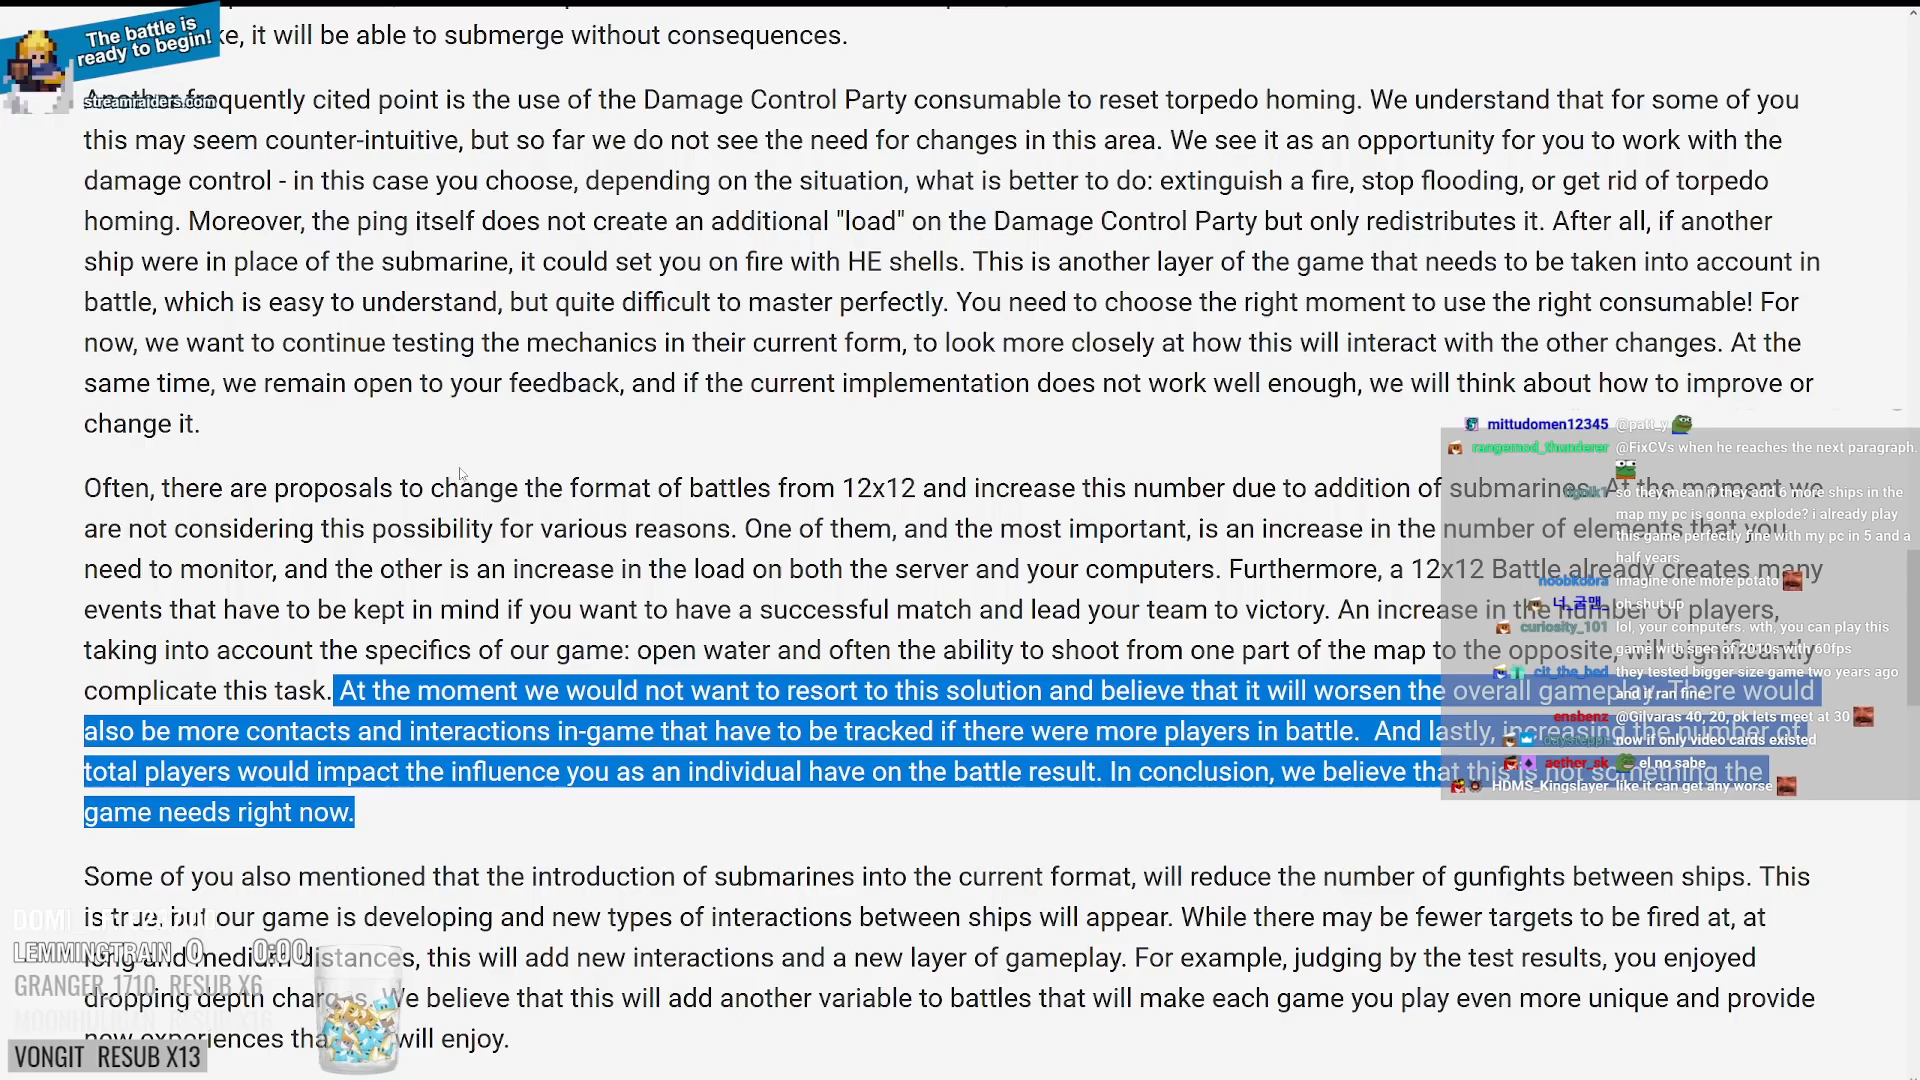 The battle is
ready to begin!
streamraiders.com
ke, it will be able to submerge without consequences.
Another frequently cited point is the use of the Damage Control Party consumable to reset torpedo homing. We understand that for some of you
this may seem counter-intuitive, but so far we do not see the need for changes in this area. We see it as an opportunity for you to work with the
damage control - in this case you choose, depending on the situation, what is better to do: extinguish a fire, stop flooding, or get rid of torpedo
homing. Moreover, the ping itself does not create an additional "load" on the Damage Control Party but only redistributes it. After all, if another
ship were in place of the submarine, it could set you on fire with HE shells. This is another layer of the game that needs to be taken into account in
battle, which is easy to understand, but quite difficult to master perfectly. You need to choose the right moment to use the right consumable! For
now, we want to continue testing the mechanics in their current form, to look more closely at how this will interact with the other changes. At the
same time, we remain open to your feedback, and if the current implementation does not work well enough, we will think about how to improve or
change it.
Often, there are proposals to change the format of battles from 12x12 and increase this number due to addition of submarines. At the moment we
are not considering this possibility for various reasons. One of them, and the most important, is an increase in the number of elements that you
need to monitor, and the other is an increase in the load on both the server and your computers. Furthermore, a 12x12 Battle already creates many
events that have to be kept in mind if you want to have a successful match and lead your team to victory. An increase in the number of players,
taking into account the specifics of our game: open water and often the ability to shoot from one part of the map to the opposite, will significantly
complicate this task. At the moment we would not want to resort to this solution and believe that it will worsen the overall gameplay. There would
also be more contacts and interactions in-game that have to be tracked if there were more players in battle. And lastly, increasing the number of
total players would impact the influence you as an individual have on the battle result. In conclusion, we believe that this is not something the
game needs right now.
Some of you also mentioned that the introduction of submarines into the current format, will reduce the number of gunfights between ships. This
is true, but our game is developing and new types of interactions between ships will appear. While there may be fewer targets to be fired at, at
long and medium distances, this will add new interactions and a new layer of gameplay. For example, judging by the test results, you enjoyed
dropping depth charges. We believe that this will add another variable to battles that will make each game you play even more unique and provide
new experiences tha will enjoy.
mittudomen12345 @patt_y
rangemod_thunderer @FixCVs when he reaches the next paragraph.
so they mean if they add 6 more ships in the
map my pc is gonna explode? i already play
this game perfectly fine with my pc in 5 and a
half years
noobkobra imagine one more potato
너_굴맨_ oh shut up
curiosity_101 lol, your computers. wth, you can play this
game with spec of 2010s with 60fps
cit_the_bed they tested bigger size game two years ago
and it ran fine
ensbenz @Gilvaras 40, 20, ok lets meet at 30
now if only video cards existed
aether_sk el no sabe
HDMS_Kingslayer like it can get any worse
LEMMINGTRAIN 0 0:00
GRANGER_1710 RESUB X6
VONGIT RESUB X13